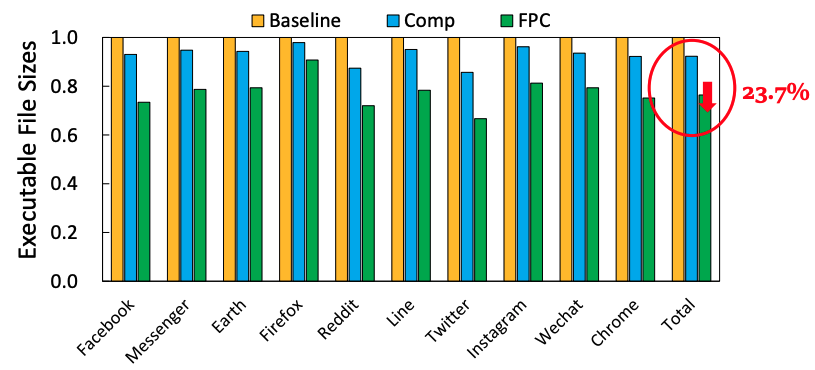 Baseline Comp FPC
Executable File Sizes
1.0
0.8
0.6
0.4
0.2
0.0
23.7%
Facebook Messenger Earth Firefox Reddit Line Twitter Instagram Wechat Chrome Total